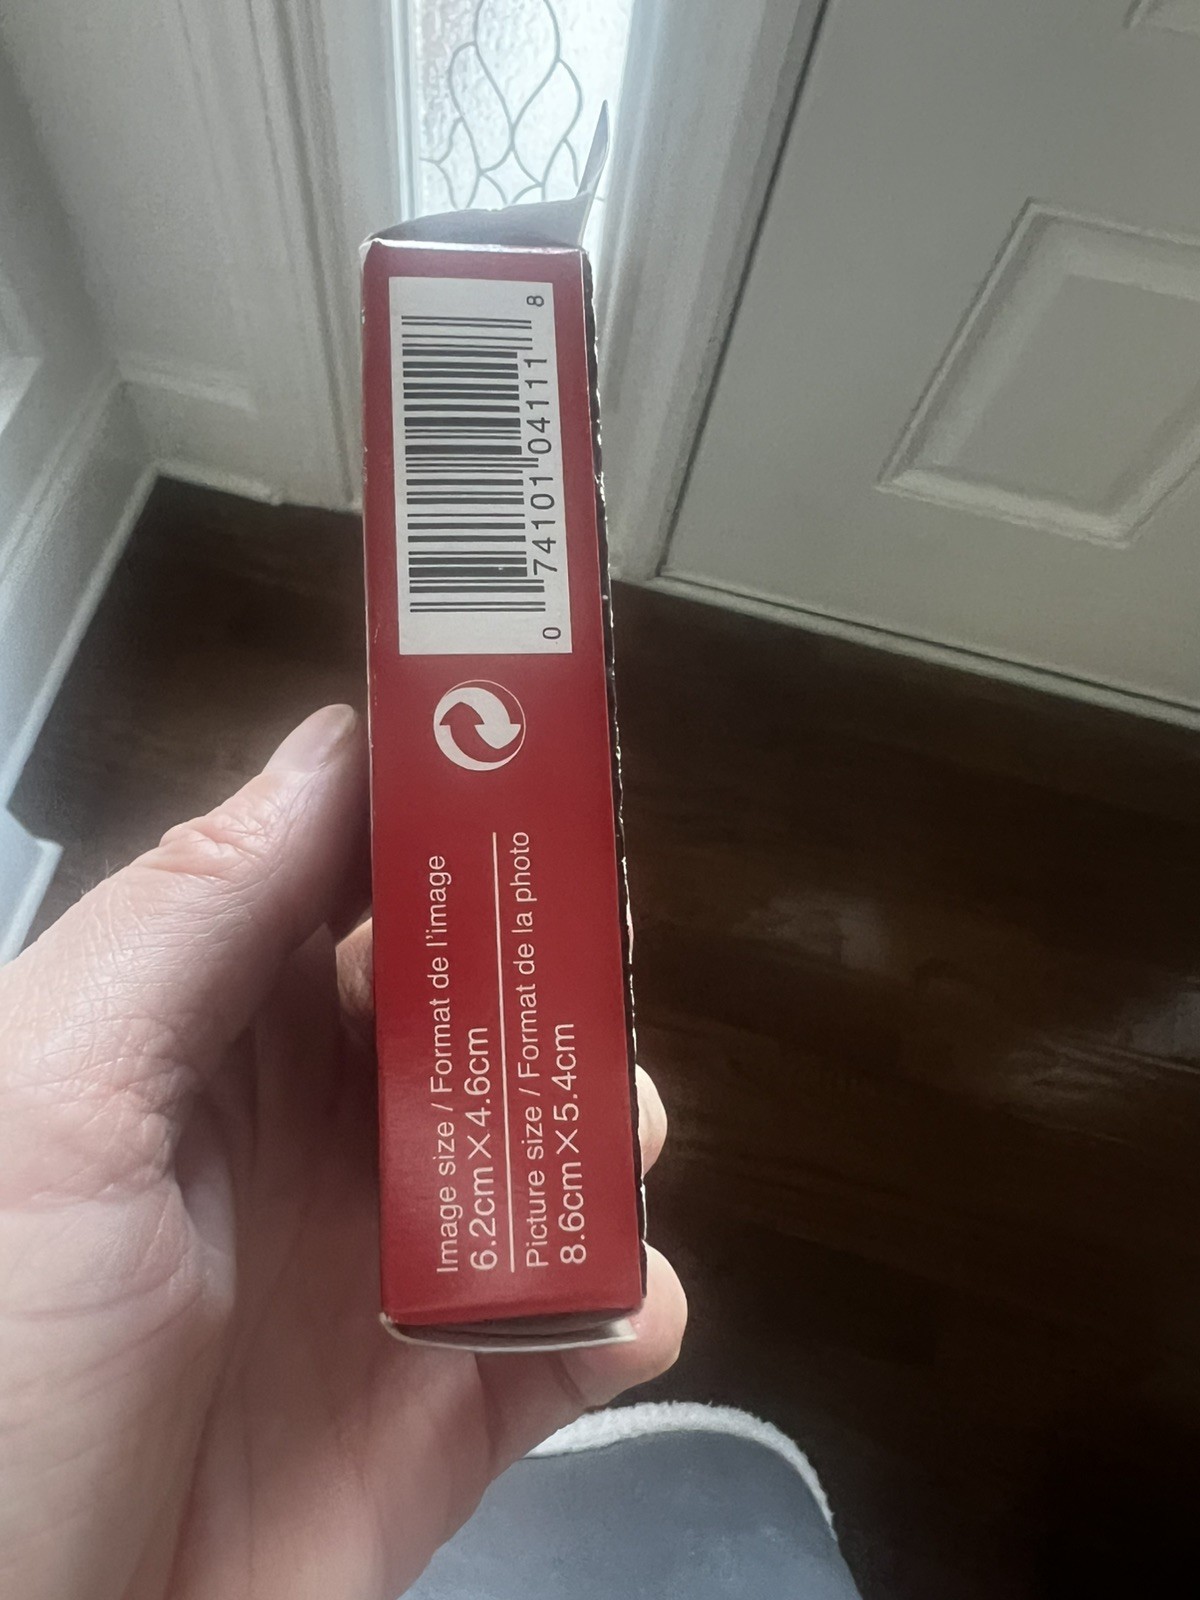 Image size / Format de l'image
6.2cm×4.6cm
Picture size / Format de la photo
8.6cm×5.4cm
0 74101 04111 8